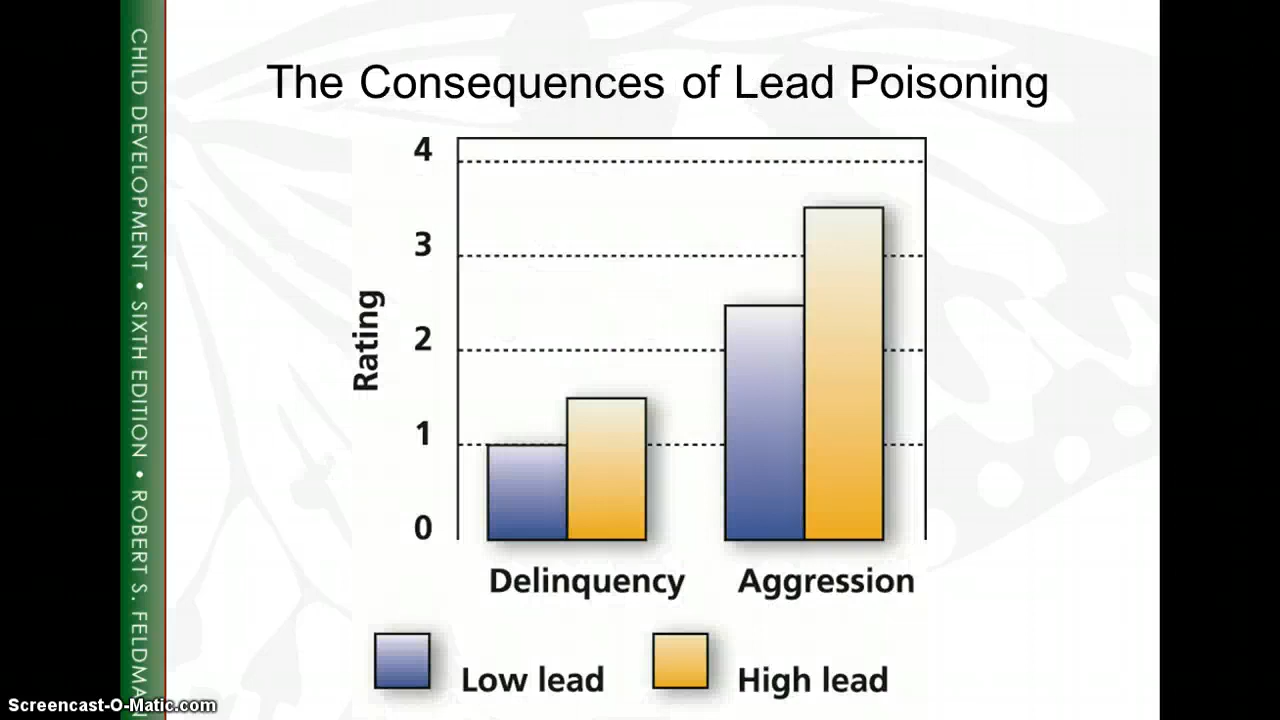 The Consequences of Lead Poisoning
4
3
2
1
0
Rating
Delinquency Aggression
Low lead High lead
CHILD DEVELOPMENT • SIXTH EDITION • ROBERT S. FELDMAN
Screencast-O-Matic.com